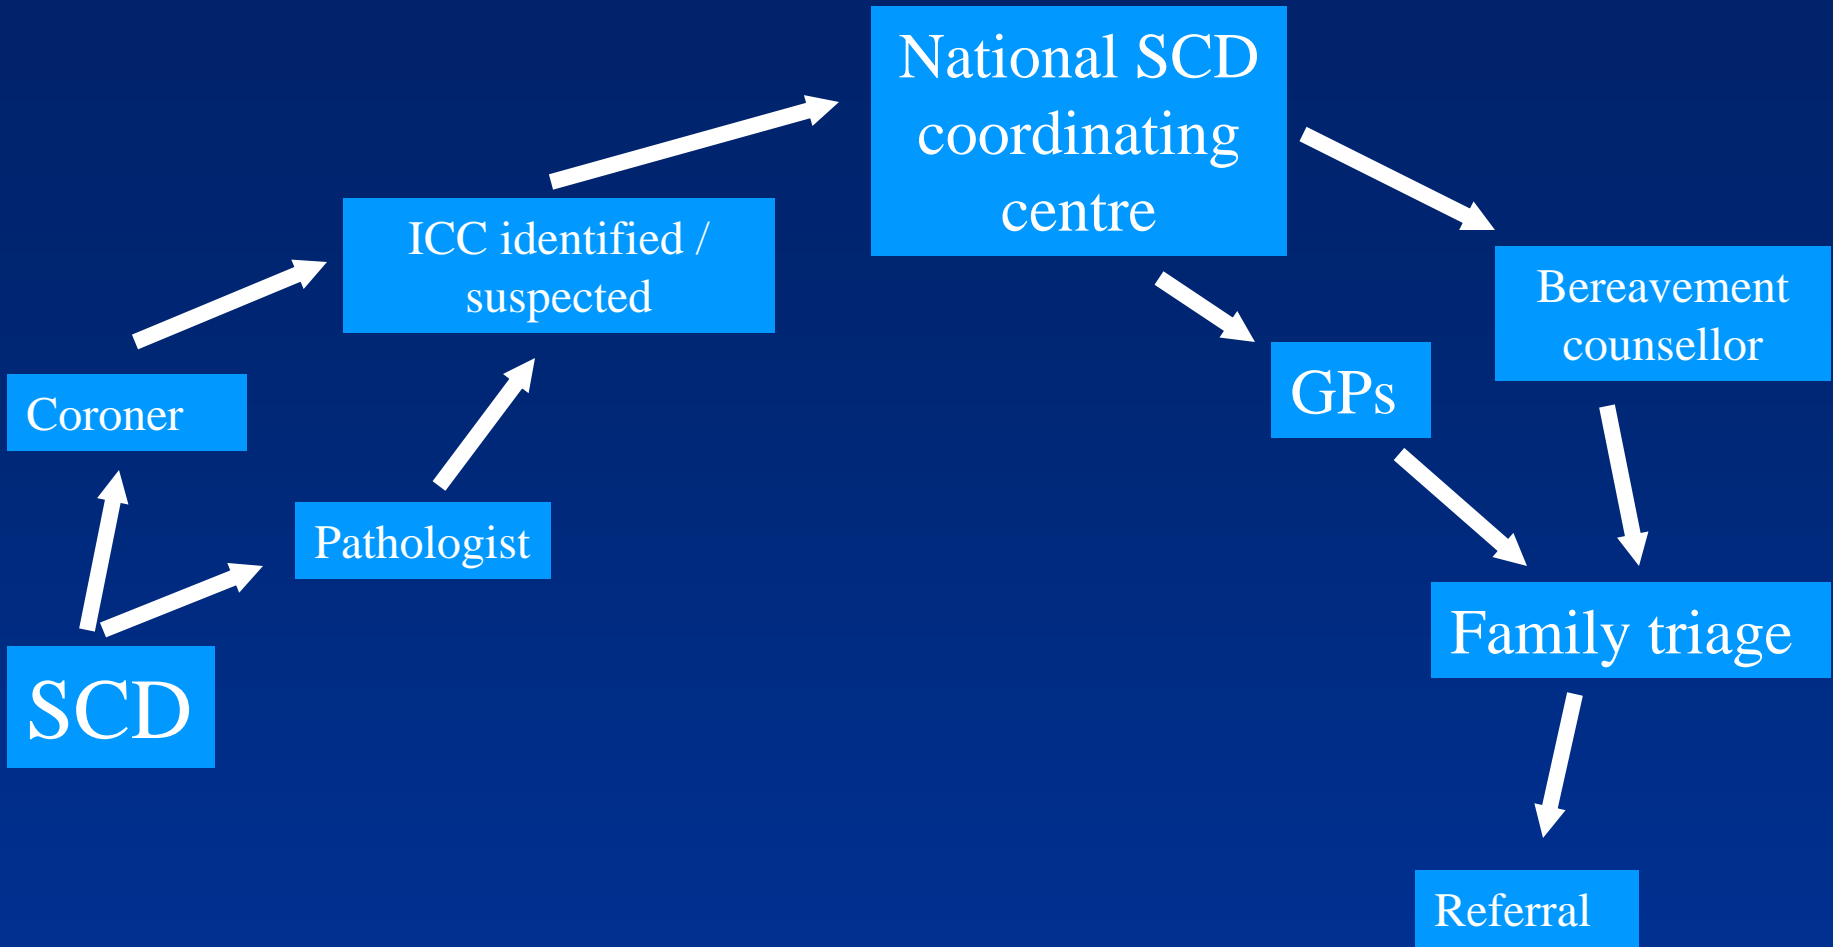 National SCD
coordinating
centre
ICC identified /
suspected
Bereavement
counsellor
GPs
Coroner
Pathologist
Family triage
SCD
Referral